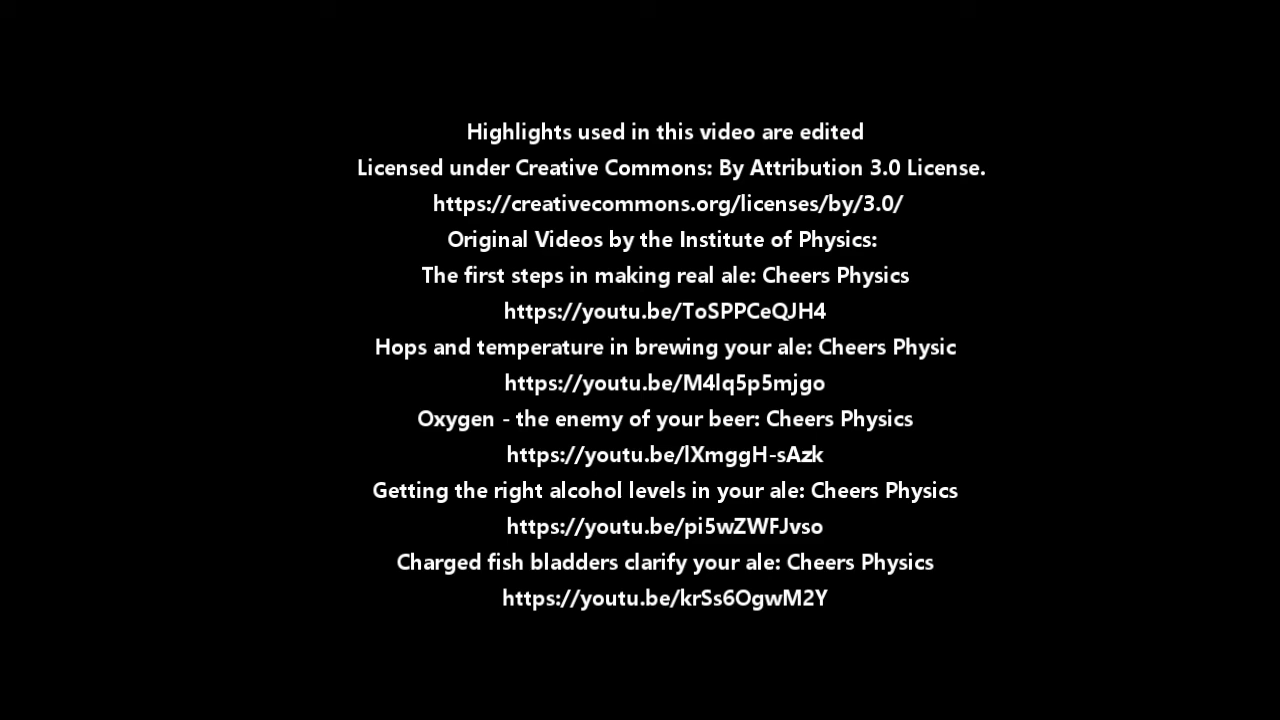 Highlights used in this video are edited
Licensed under Creative Commons: By Attribution 3.0 License.
https://creativecommons.org/licenses/by/3.0/
Original Videos by the Institute of Physics:
The first steps in making real ale: Cheers Physics
https://youtu.be/ToSPPCeQJH4
Hops and temperature in brewing your ale: Cheers Physic
https://youtu.be/M4lq5p5mjgo
Oxygen - the enemy of your beer: Cheers Physics
https://youtu.be/lXmggH-sAzk
Getting the right alcohol levels in your ale: Cheers Physics
https://youtu.be/pi5wZWFJvso
Charged fish bladders clarify your ale: Cheers Physics
https://youtu.be/krSs6OgwM2Y